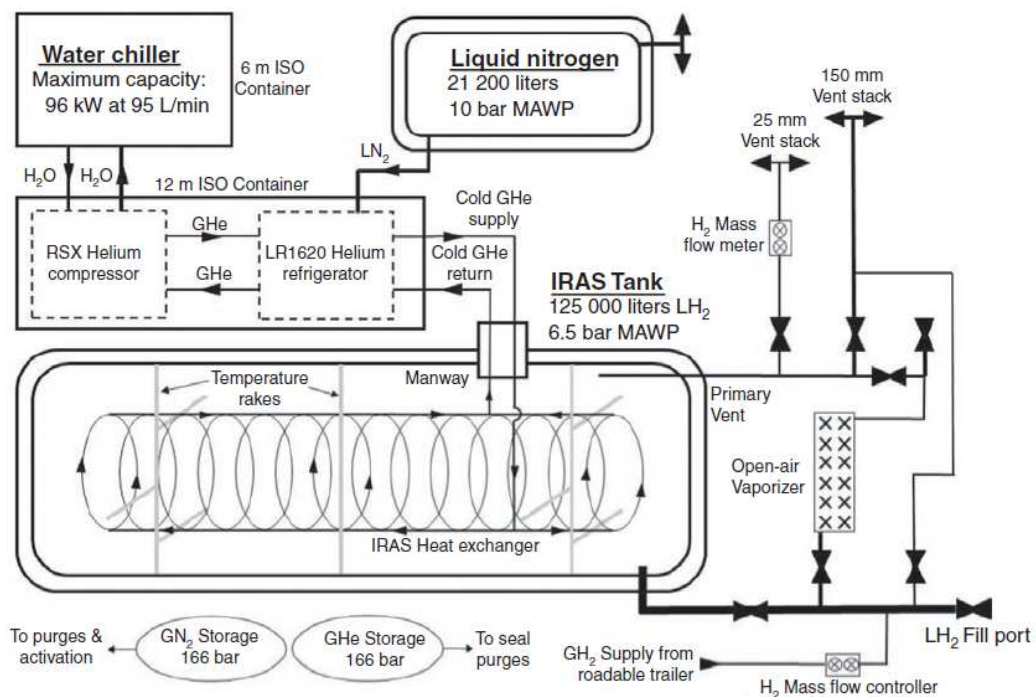 Water chiller
Maximum capacity:
96 kW at 95 L/min
6 m ISO
Container
Liquid nitrogen
21 200 liters
10 bar MAWP
150 mm
Vent stack
25 mm
Vent stack
H₂O
H₂O
LN₂
12 m ISO Container
Cold GHe
supply
RSX Helium
compressor
GHe
GHe
LR1620 Helium
refrigerator
Cold GHe
return
H₂ Mass
flow meter
IRAS Tank
125 000 liters LH₂
6.5 bar MAWP
Temperature
rakes
Manway
Primary
Vent
Open-air
Vaporizer
IRAS Heat exchanger
To purges &
activation
GN₂ Storage
166 bar
GHe Storage
166 bar
To seal
purges
LH₂ Fill port
GH₂ Supply from
roadable trailer
H₂ Mass flow controller